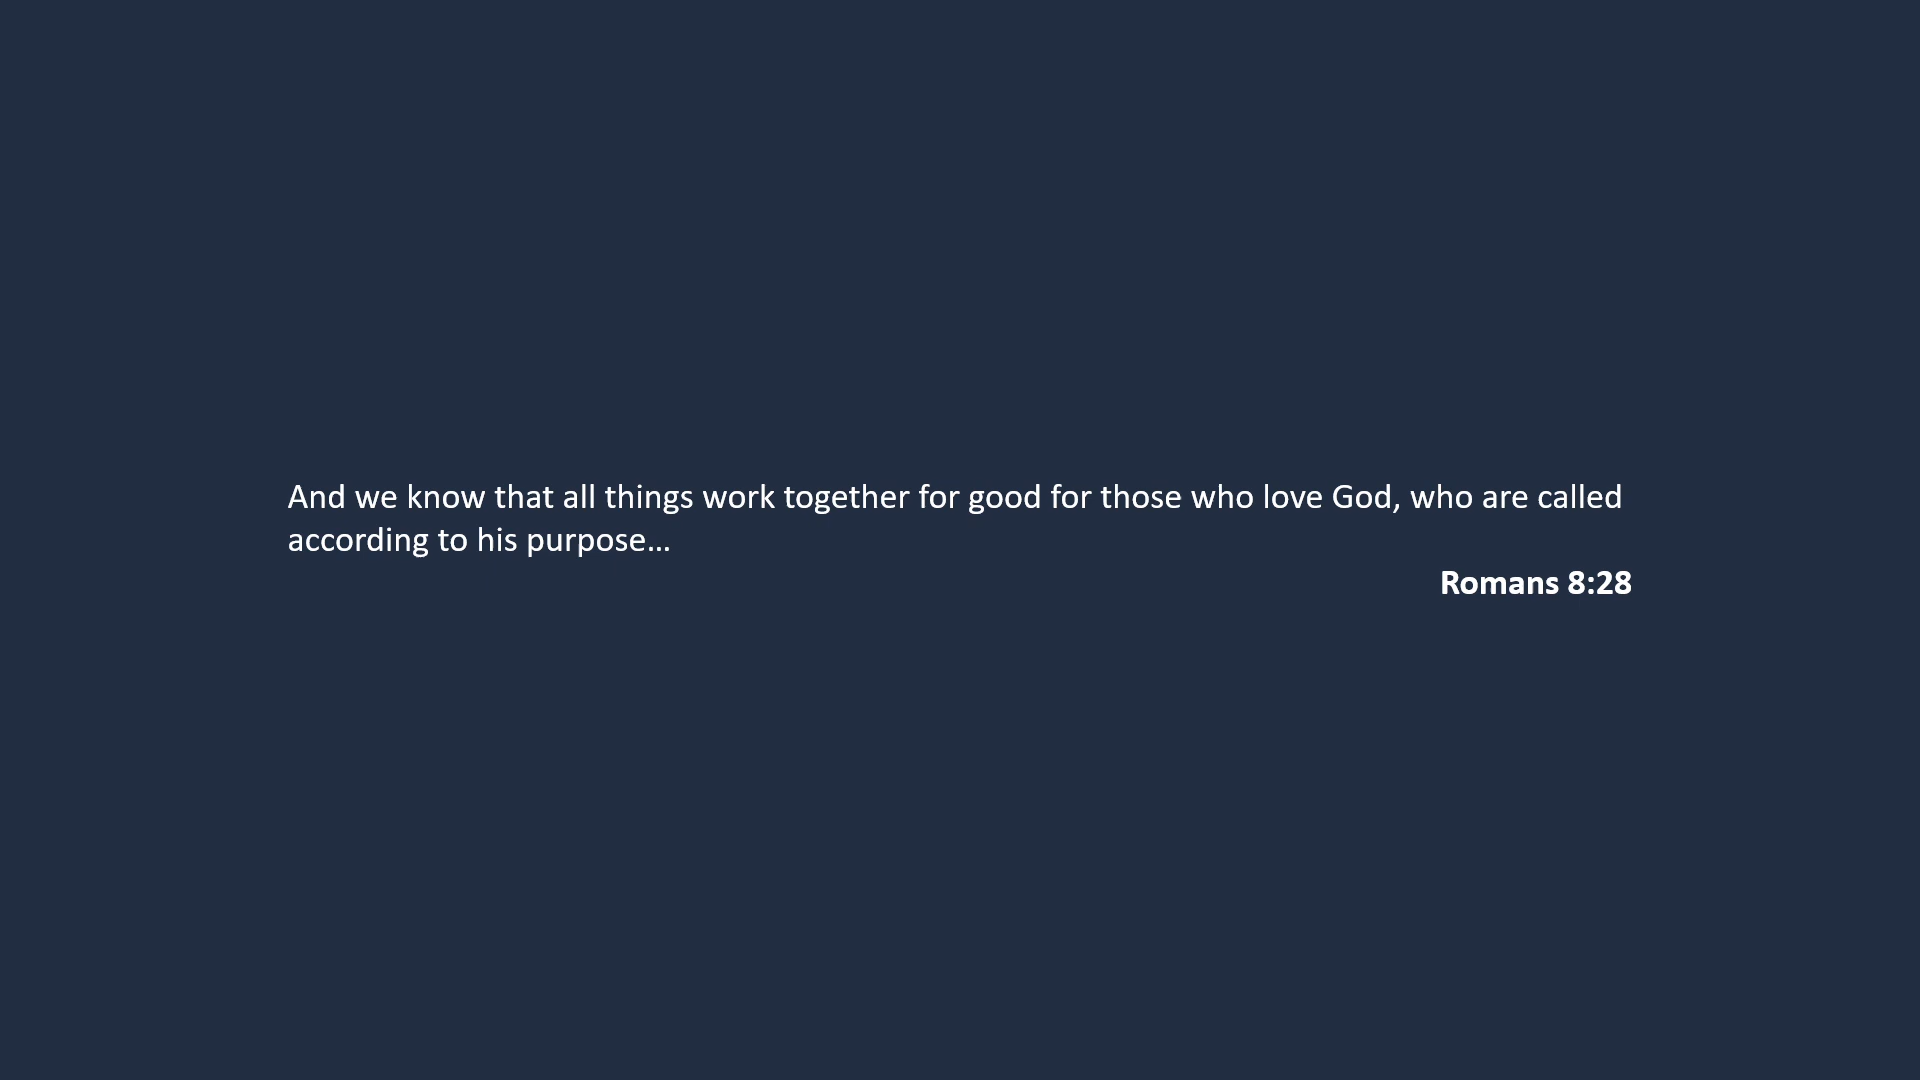 And we know that all things work together for good for those who love God, who are called
according to his purpose…
Romans 8:28